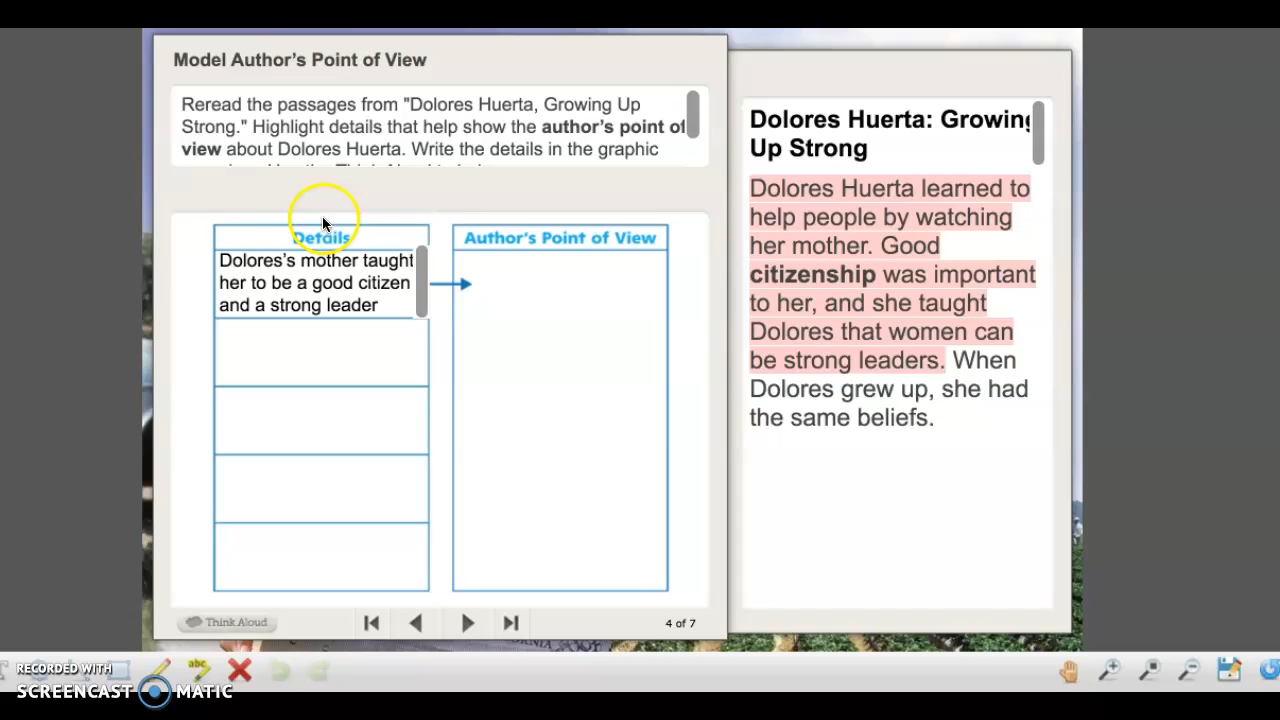 Model Author's Point of View
Reread the passages from "Dolores Huerta, Growing Up
Strong." Highlight details that help show the author's point of
view about Dolores Huerta. Write the details in the graphic
Details
Dolores's mother taught
her to be a good citizen
and a strong leader
Author's Point of View
Think Aloud
4 of 7
Dolores Huerta: Growing
Up Strong
Dolores Huerta learned to
help people by watching
her mother. Good
citizenship was important
to her, and she taught
Dolores that women can
be strong leaders. When
Dolores grew up, she had
the same beliefs.
abc
RECORDED WITH
SCREENCAST MATIC